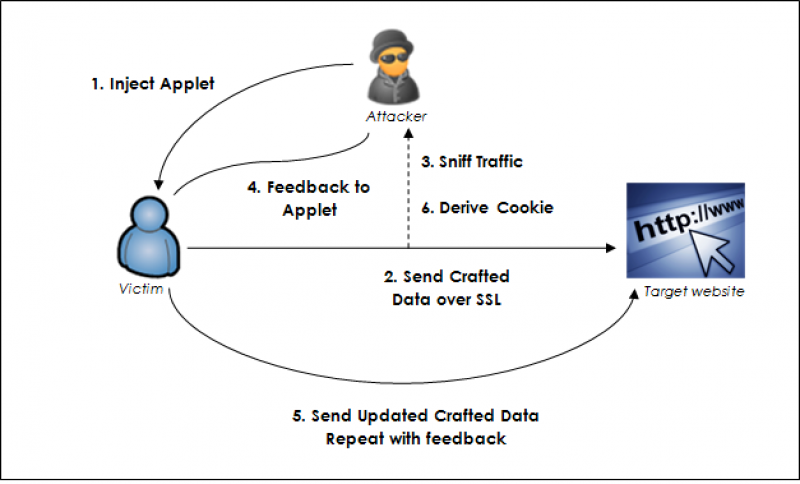 1. Inject Applet
Attacker
3. Sniff Traffic
4. Feedback to
Applet
6. Derive Cookie
http://www
2. Send Crafted
Data over SSL
Victim
Target website
5. Send Updated Crafted Data
Repeat with feedback